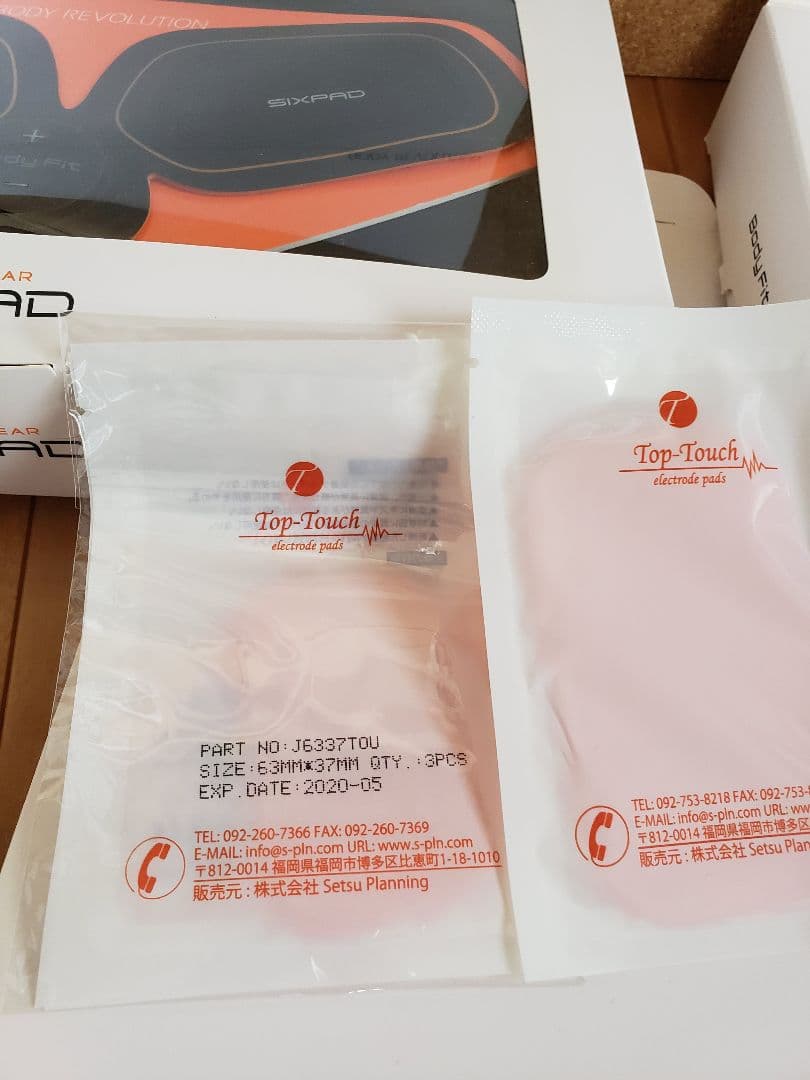 BODY REVOLUTION
SIXPAD
+
dy Fit
−
AR
AD
EAR
AD
Body Fit
Top-Touch
electrode pads
PART NO:J6337TOU
SIZE:63MM*37MM QTY.:3PCS
EXP.DATE:2020-05
TEL: 092-260-7366 FAX: 092-260-7369
E-MAIL: info@s-pln.com URL: www.s-pln.com
〒812-0014 福岡県福岡市博多区比恵町1-18-1010
販売元 : 株式会社 Setsu Planning
Top-Touch
electrode pads
TEL: 092-753-8218 FAX: 092-753-
E-MAIL: info@s-pln.com URL: ww
〒812-0014 福岡県福岡市博多区
販売元 : 株式会社 Setsu Plan